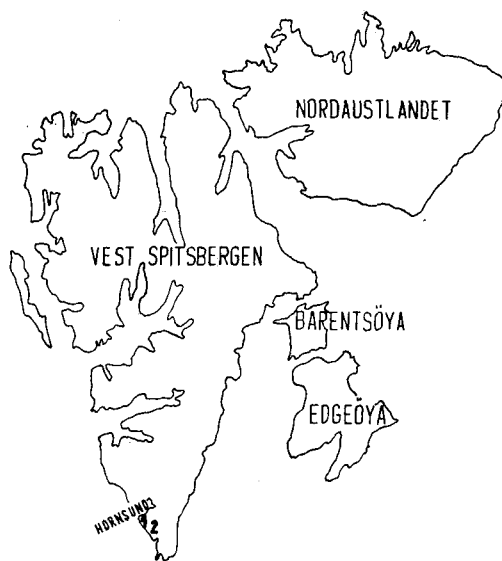 NORDAUSTLANDET
VEST SPITSBERGEN
BARENTSÖYA
EDGEÖYA
HORNSUND
2